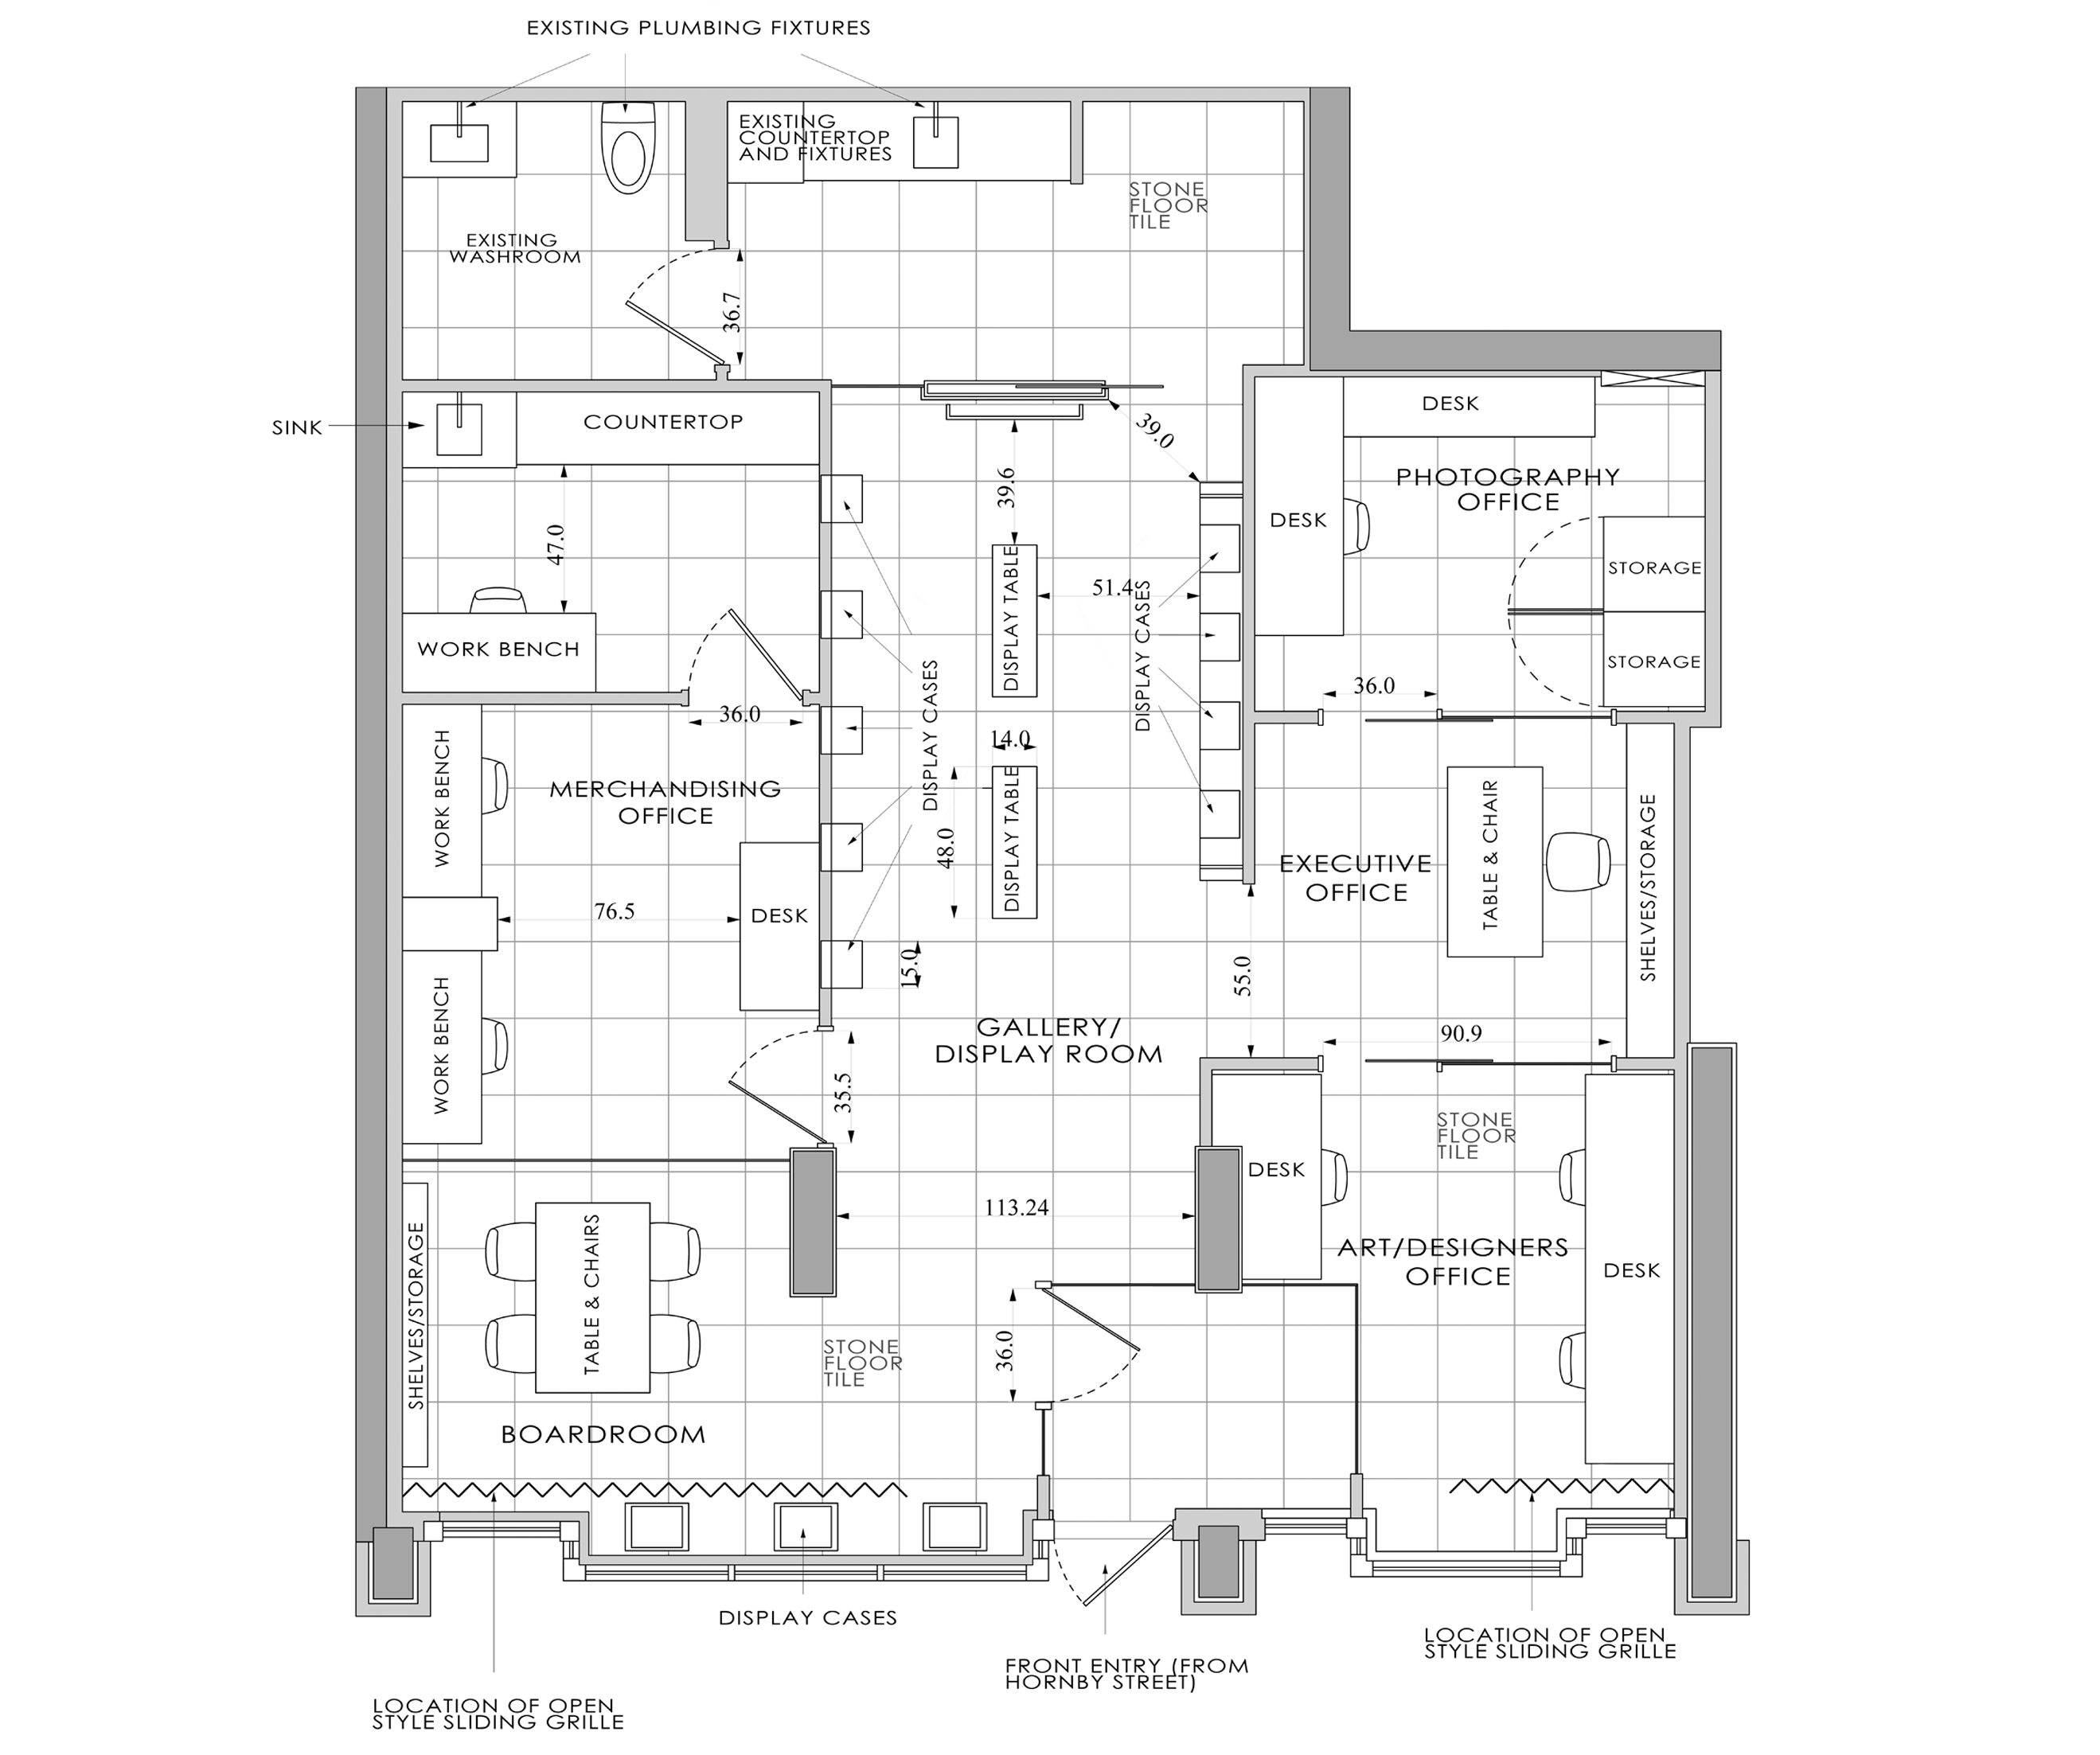 EXISTING PLUMBING FIXTURES
EXISTING
COUNTERTOP
AND FIXTURES
STONE
FLOOR
TILE
EXISTING
WASHROOM
36.7
SINK
COUNTERTOP
39.0
DESK
39.6
PHOTOGRAPHY
OFFICE
DESK
47.0
STORAGE
51.4
DISPLAY TABLE
DISPLAY CASES
WORK BENCH
STORAGE
36.0
36.0
DISPLAY CASES
14.0
WORK BENCH
MERCHANDISING
OFFICE
48.0
DISPLAY TABLE
TABLE & CHAIR
SHELVES/STORAGE
EXECUTIVE
OFFICE
76.5
DESK
15.0
55.0
WORK BENCH
GALLERY/
DISPLAY ROOM
90.9
35.5
STONE
FLOOR
TILE
DESK
113.24
SHELVES/STORAGE
TABLE & CHAIRS
ART/DESIGNERS
OFFICE
DESK
36.0
STONE
FLOOR
TILE
BOARDROOM
DISPLAY CASES
LOCATION OF OPEN
STYLE SLIDING GRILLE
FRONT ENTRY (FROM
HORNBY STREET)
LOCATION OF OPEN
STYLE SLIDING GRILLE